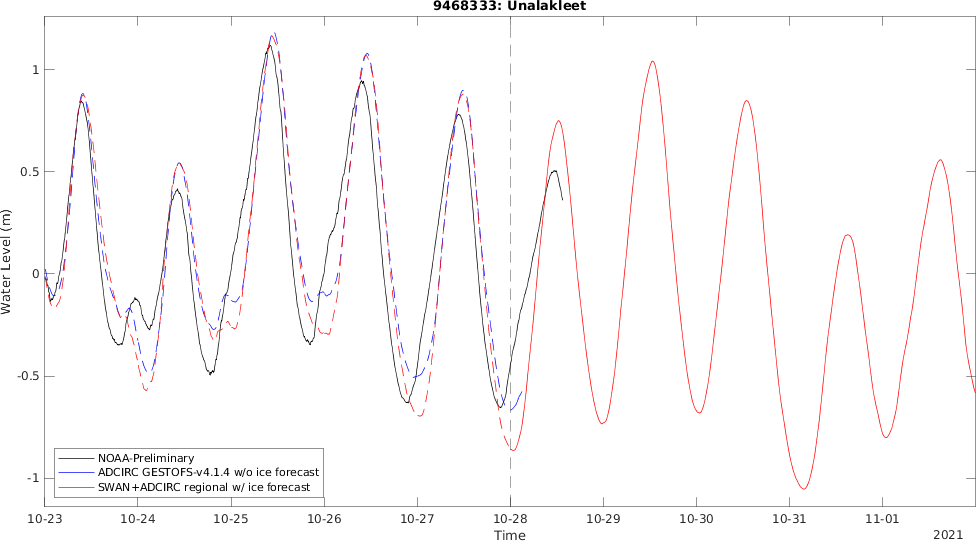 9468333: Unalakleet
Water Level (m)
1
0.5
0
-0.5
-1
NOAA-Preliminary
ADCIRC GESTOFS-v4.1.4 w/o ice forecast
SWAN+ADCIRC regional w/ ice forecast
10-23 10-24 10-25 10-26 10-27 10-28 10-29 10-30 10-31 11-01
Time
2021